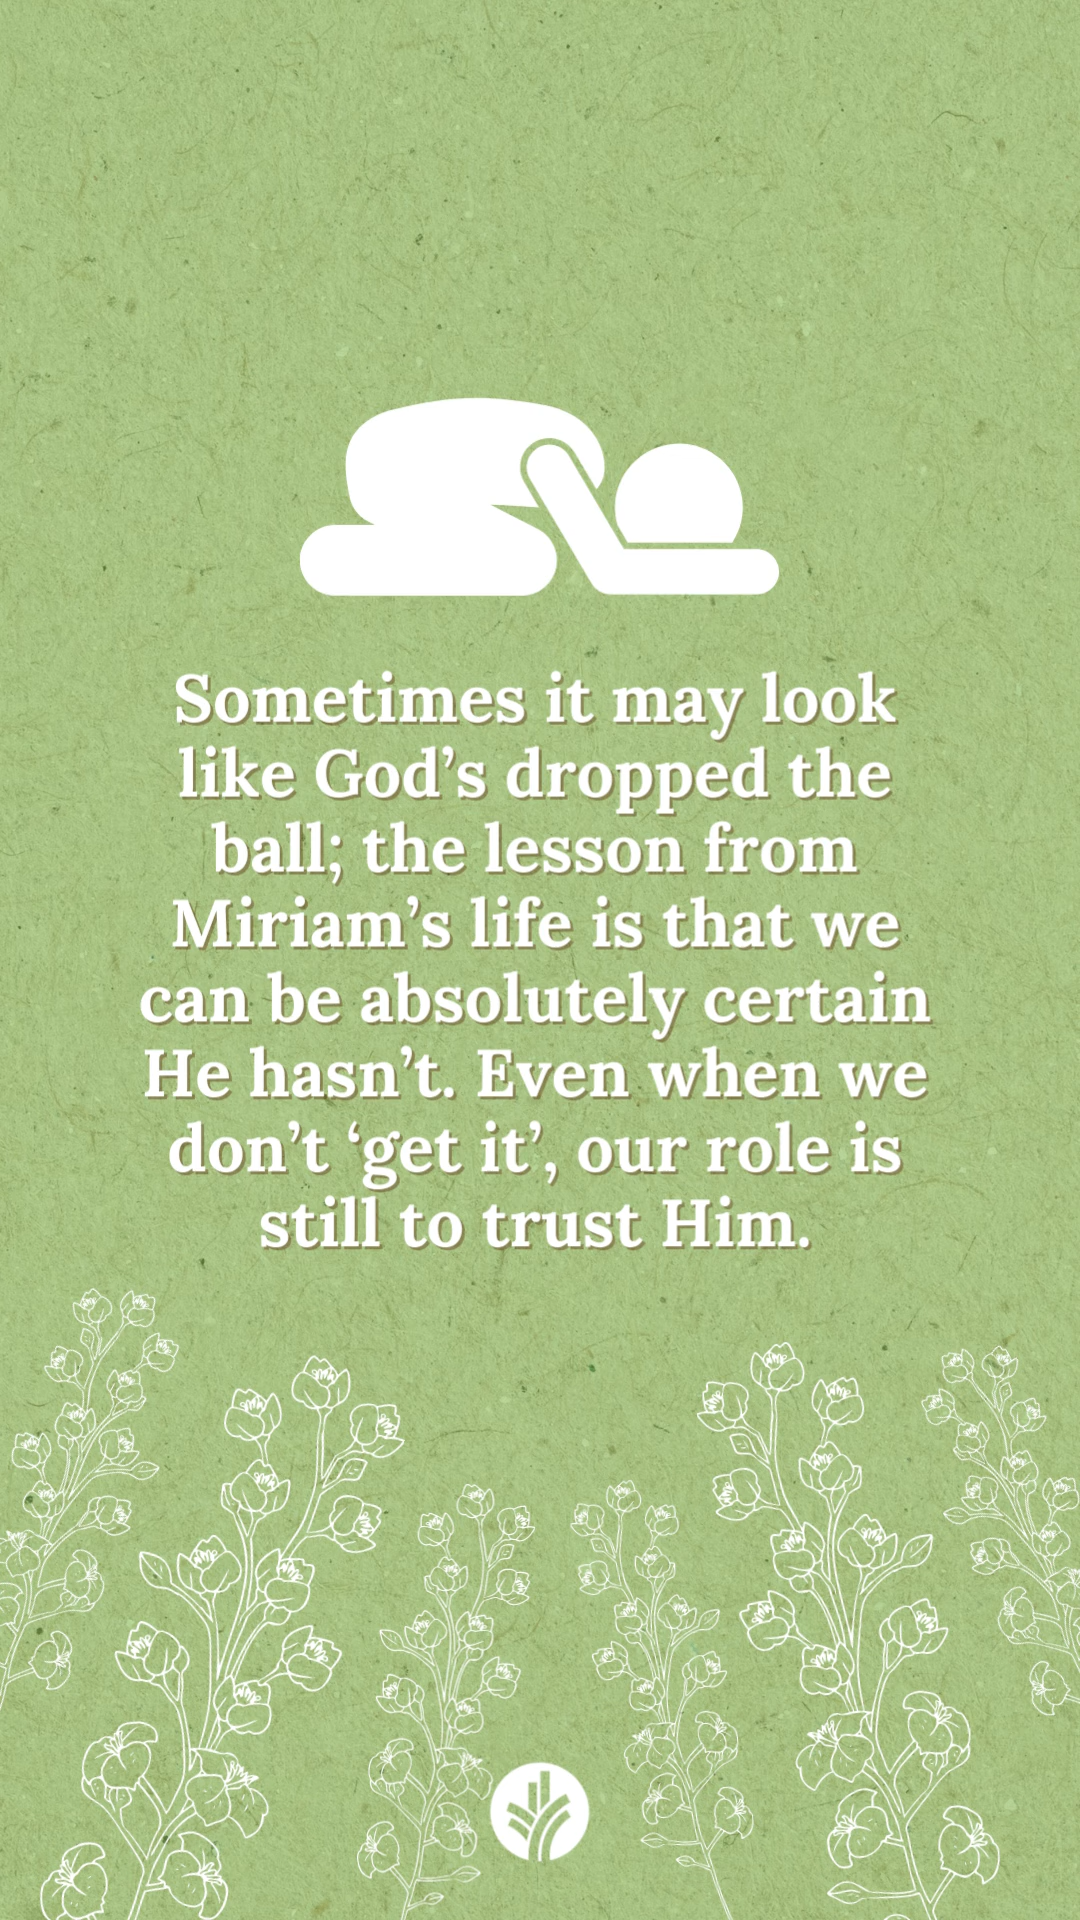 Sometimes it may look
like God’s dropped the
ball; the lesson from
Miriam’s life is that we
can be absolutely certain
He hasn’t. Even when we
don’t ‘get it’, our role is
still to trust Him.